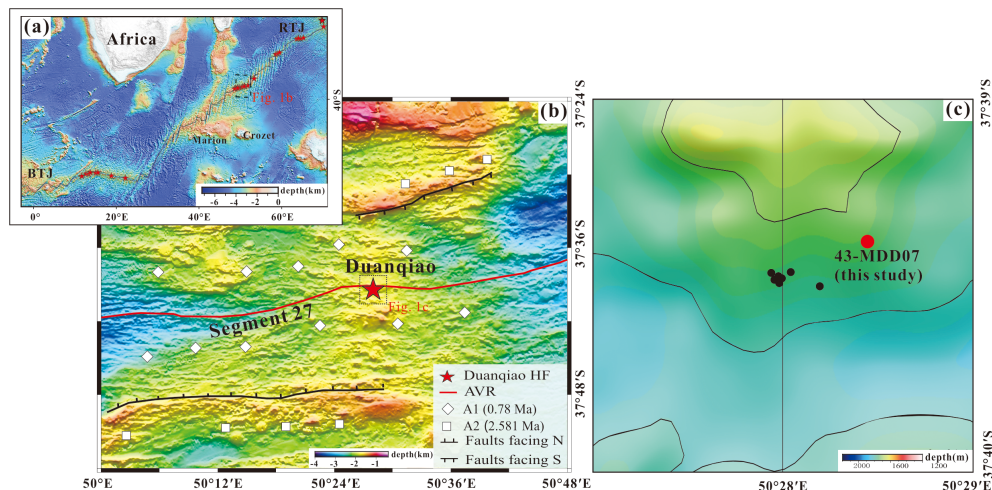 (a)
Africa
RTJ
Fig. 1b
Marion
Crozet
BTJ
depth(km)
-6 -4 -2 0
0° 20°E 40°E 60°E
40°S
(b)
37°24'S
37°36'S
37°48'S
Duanqiao
Fig. 1c
Segment 27
Duanqiao HF
AVR
A1 (0.78 Ma)
A2 (2.581 Ma)
Faults facing N
Faults facing S
-4 -3 -2 -1 depth(km)
50°E 50°12'E 50°24'E 50°36'E 50°48'E
(c)
37°39'S
43-MDD07
(this study)
37°40'S
depth(m)
2000 1600 1200
50°28'E 50°29'E